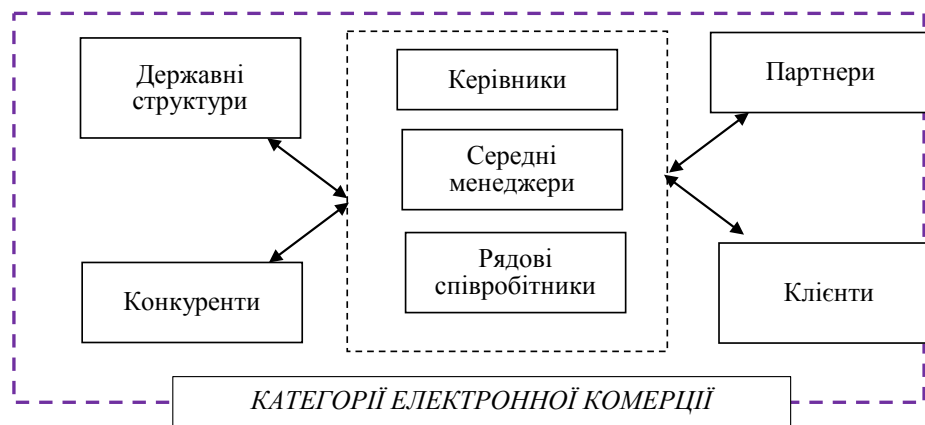 Державні
структури
Керівники
Партнери
Середні
менеджери
Рядові
співробітники
Конкуренти
Клієнти
КАТЕГОРІЇ ЕЛЕКТРОННОЇ КОМЕРЦІЇ